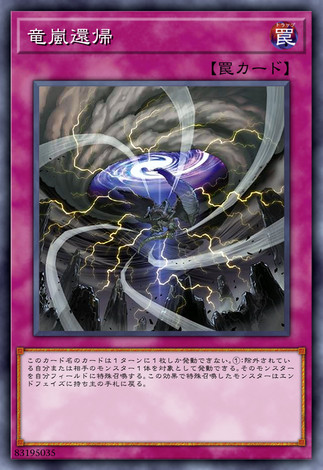 竜嵐還帰
トラップ
罠
【罠カード】
このカード名のカードは１ターンに１枚しか発動できない。①:除外されてい
る自分または相手のモンスター１体を対象として発動できる。そのモンスター
を自分フィールドに特殊召喚する。この効果で特殊召喚したモンスターはエン
ドフェイズに持ち主の手札に戻る。
83195035